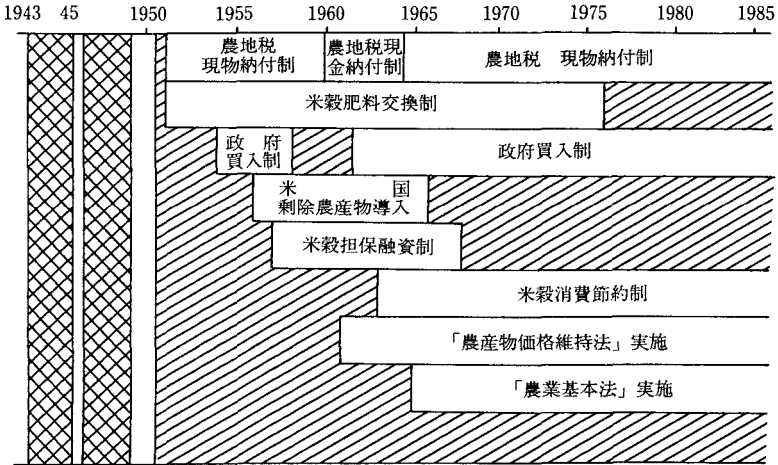 1943 45 1950 1955 1960 1965 1970 1975 1980 1985
農地税
現物納付制
農地税現
金納付制
農地税 現物納付制
米穀肥料交換制
政府
買入制
政府買入制
米国
剰除農産物導入
米穀担保融資制
米穀消費節約制
「農産物価格維持法」実施
「農業基本法」実施